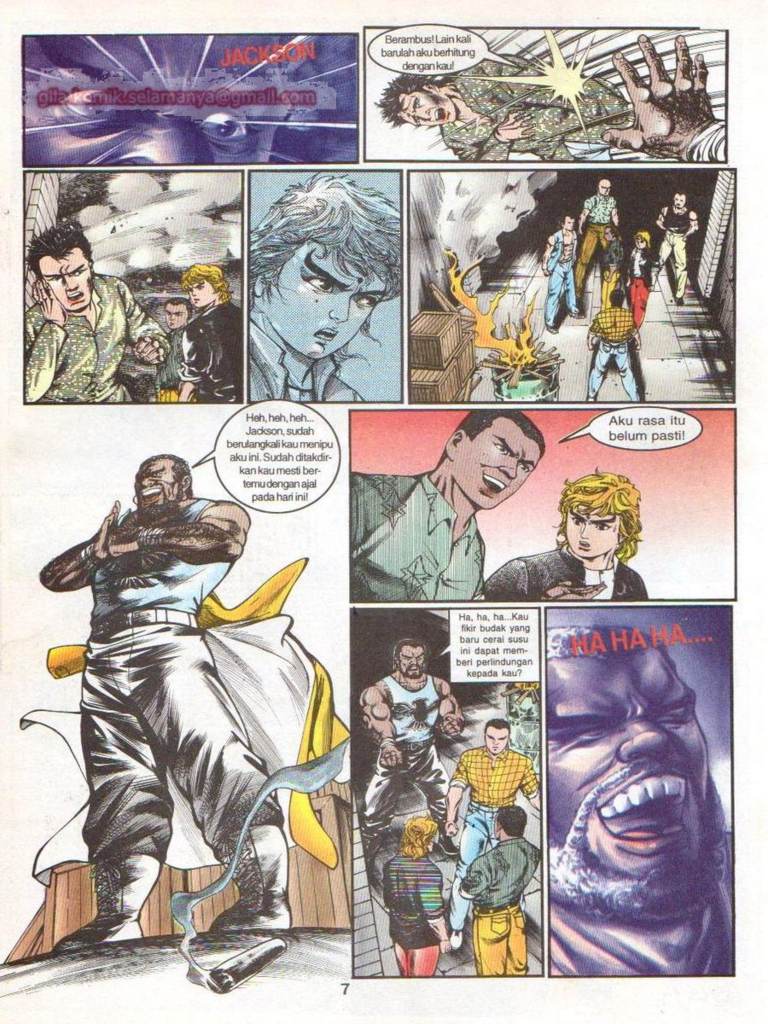 JACKSON
gila.komik.selamanya@gmail.com
Berambus! Lain kali
barulah aku berhitung
dengan kau!
Heh, heh, heh...
Jackson, sudah
berulangkali kau menipu
aku ini. Sudah ditakdir-
kan kau mesti ber-
temu dengan ajal
pada hari ini!
Aku rasa itu
belum pasti!
Ha, ha, ha...Kau
fikir budak yang
baru cerai susu
ini dapat mem-
beri perlindungan
kepada kau?
HA HA HA....
7